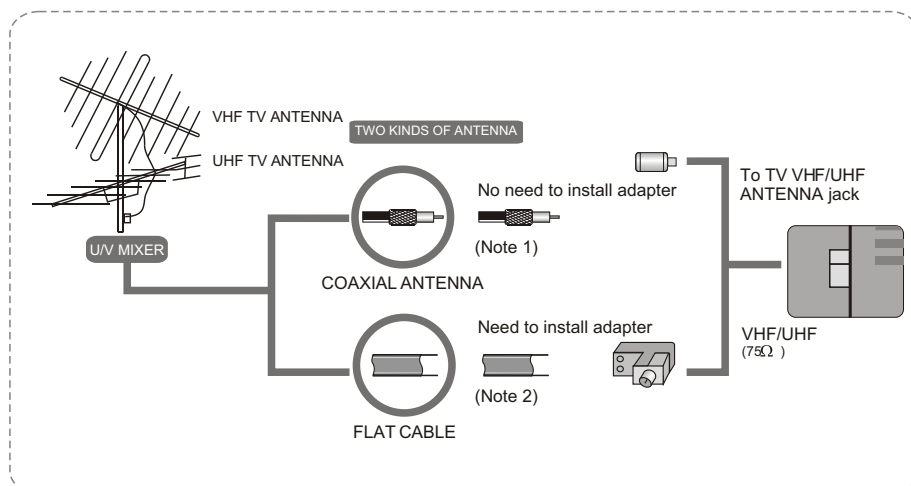 VHF TV ANTENNA
UHF TV ANTENNA
U/V MIXER
TWO KINDS OF ANTENNA
No need to install adapter
(Note 1)
COAXIAL ANTENNA
Need to install adapter
(Note 2)
FLAT CABLE
To TV VHF/UHF
ANTENNA jack
VHF/UHF
(75Ω )